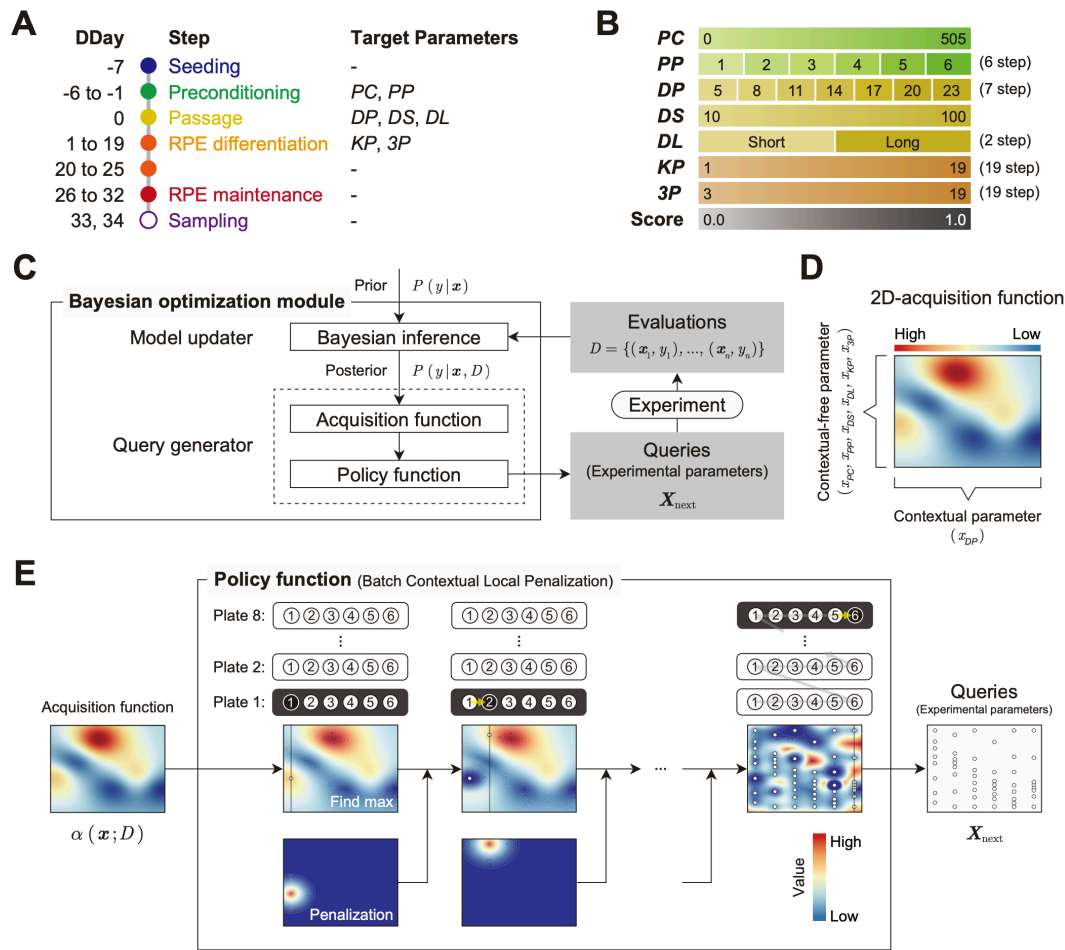 A
DDay Step Target Parameters
-7 Seeding -
-6 to -1 Preconditioning PC, PP
0 Passage DP, DS, DL
1 to 19 RPE differentiation KP, 3P
20 to 25 -
26 to 32 RPE maintenance -
33, 34 Sampling -
B
PC 0 505
PP 1 2 3 4 5 6 (6 step)
DP 5 8 11 14 17 20 23 (7 step)
DS 10 100
DL Short Long (2 step)
KP 1 19 (19 step)
3P 3 19 (19 step)
Score 0.0 1.0
C
Prior P(y|x)
Bayesian optimization module
Model updater
Bayesian inference
Posterior P(y|x, D)
Query generator
Acquisition function
Policy function
Evaluations
D = {(x₁, y₁), ..., (xₙ, yₙ)}
Experiment
Queries
(Experimental parameters)
X_next
D
2D-acquisition function
High Low
Contextual-free parameter
(x_PC, x_PP, x_DS, x_DL, x_KP, x_3P)
Contextual parameter
(x_DP)
E
Policy function (Batch Contextual Local Penalization)
Plate 8: 1 2 3 4 5 6 1 2 3 4 5 6 1 2 3 4 5 6
⋮ ⋮ ⋮
Plate 2: 1 2 3 4 5 6 1 2 3 4 5 6 1 2 3 4 5 6
Plate 1: 1 2 3 4 5 6 1 2 3 4 5 6 1 2 3 4 5 6
Acquisition function
α(x;D)
Find max
Penalization
...
Value
High
Low
Queries
(Experimental parameters)
X_next